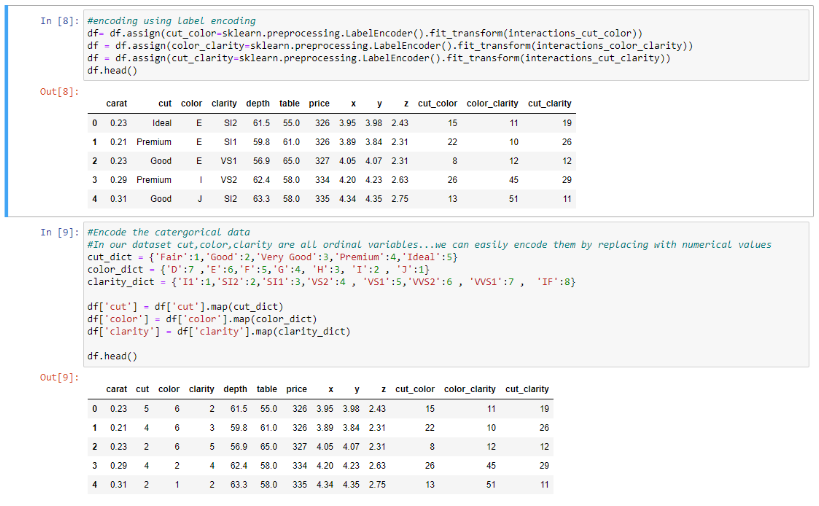 In [8]: #encoding using label encoding
df= df.assign(cut_color=sklearn.preprocessing.LabelEncoder().fit_transform(interactions_cut_color))
df = df.assign(color_clarity=sklearn.preprocessing.LabelEncoder().fit_transform(interactions_color_clarity))
df = df.assign(cut_clarity=sklearn.preprocessing.LabelEncoder().fit_transform(interactions_cut_clarity))
df.head()
Out[8]:
carat cut color clarity depth table price x y z cut_color color_clarity cut_clarity
0 0.23 Ideal E SI2 61.5 55.0 326 3.95 3.98 2.43 15 11 19
1 0.21 Premium E SI1 59.8 61.0 326 3.89 3.84 2.31 22 10 26
2 0.23 Good E VS1 56.9 65.0 327 4.05 4.07 2.31 8 12 12
3 0.29 Premium I VS2 62.4 58.0 334 4.20 4.23 2.63 26 45 29
4 0.31 Good J SI2 63.3 58.0 335 4.34 4.35 2.75 13 51 11
In [9]: #Encode the catergorical data
#In our dataset cut,color,clarity are all ordinal variables...we can easily encode them by replacing with numerical values
cut_dict = {'Fair':1,'Good':2,'Very Good':3,'Premium':4,'Ideal':5}
color_dict = {'D':7 ,'E':6,'F':5,'G':4, 'H':3, 'I':2 , 'J':1}
clarity_dict = {'I1':1,'SI2':2,'SI1':3,'VS2':4 , 'VS1':5,'VVS2':6 , 'VVS1':7 , 'IF':8}
df['cut'] = df['cut'].map(cut_dict)
df['color'] = df['color'].map(color_dict)
df['clarity'] = df['clarity'].map(clarity_dict)
df.head()
Out[9]:
carat cut color clarity depth table price x y z cut_color color_clarity cut_clarity
0 0.23 5 6 2 61.5 55.0 326 3.95 3.98 2.43 15 11 19
1 0.21 4 6 3 59.8 61.0 326 3.89 3.84 2.31 22 10 26
2 0.23 2 6 5 56.9 65.0 327 4.05 4.07 2.31 8 12 12
3 0.29 4 2 4 62.4 58.0 334 4.20 4.23 2.63 26 45 29
4 0.31 2 1 2 63.3 58.0 335 4.34 4.35 2.75 13 51 11